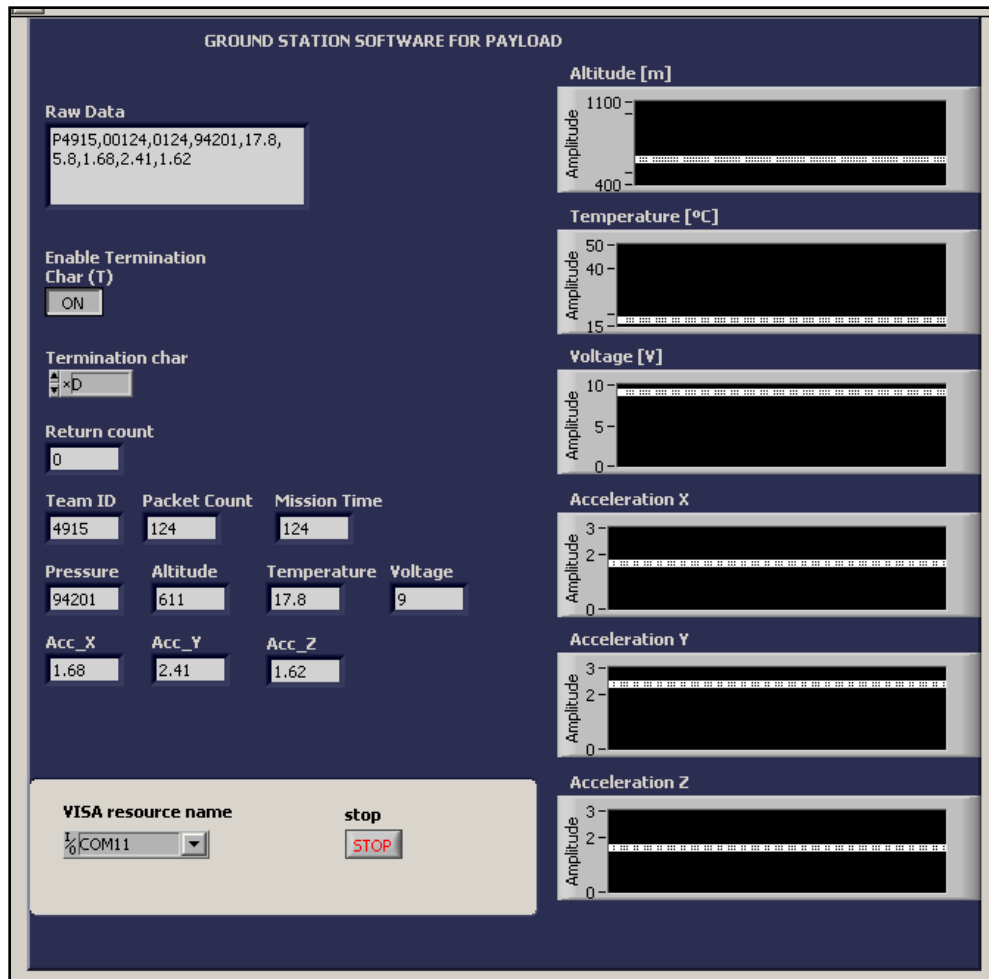 GROUND STATION SOFTWARE FOR PAYLOAD
Raw Data
P4915,00124,0124,94201,17.8,
5.8,1.68,2.41,1.62
Enable Termination
Char (T)
ON
Termination char
×D
Return count
0
Team ID Packet Count Mission Time
4915 124 124
Pressure Altitude Temperature Voltage
94201 611 17.8 9
Acc_X Acc_Y Acc_Z
1.68 2.41 1.62
VISA resource name stop
I/0 COM11 STOP
Altitude [m]
Amplitude
1100
400
Temperature [ºC]
Amplitude
50
40
15
Voltage [V]
Amplitude
10
5
0
Acceleration X
Amplitude
3
2
0
Acceleration Y
Amplitude
3
2
0
Acceleration Z
Amplitude
3
2
0